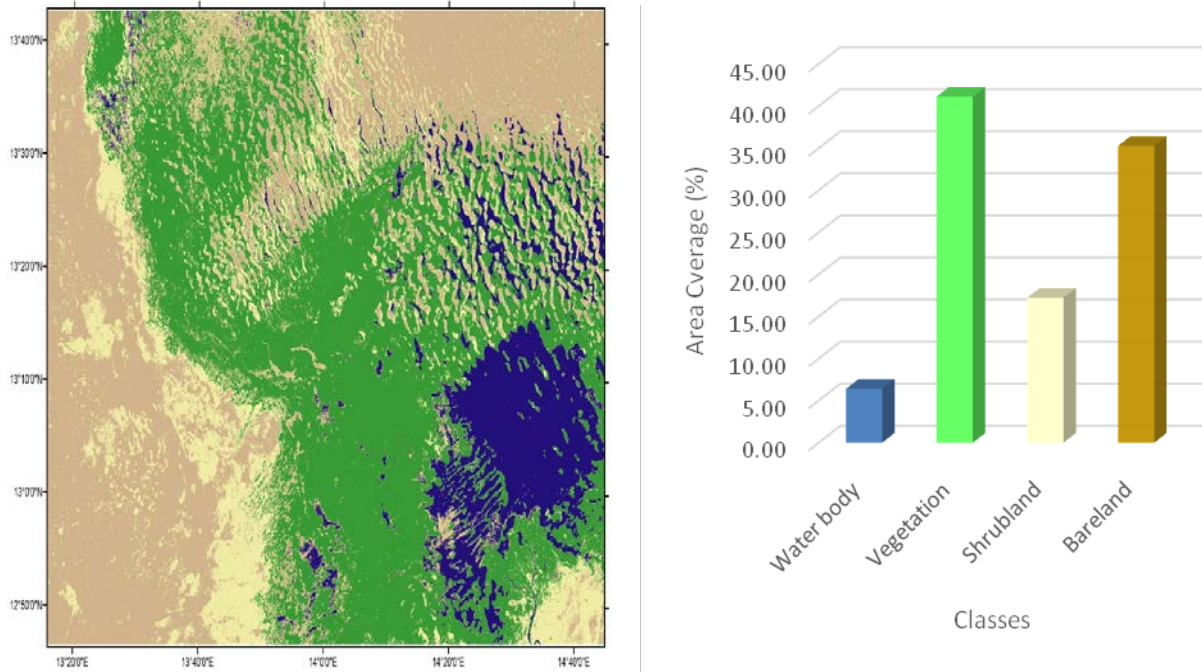 13°40'0"N
13°30'0"N
13°20'0"N
13°10'0"N
13°0'0"N
12°50'0"N
13°20'0"E 13°40'0"E 14°0'0"E 14°20'0"E 14°40'0"E
45.00
40.00
35.00
30.00
25.00
20.00
15.00
10.00
5.00
0.00
Area Cverage (%)
Water body
Vegetation
Shrubland
Bareland
Classes